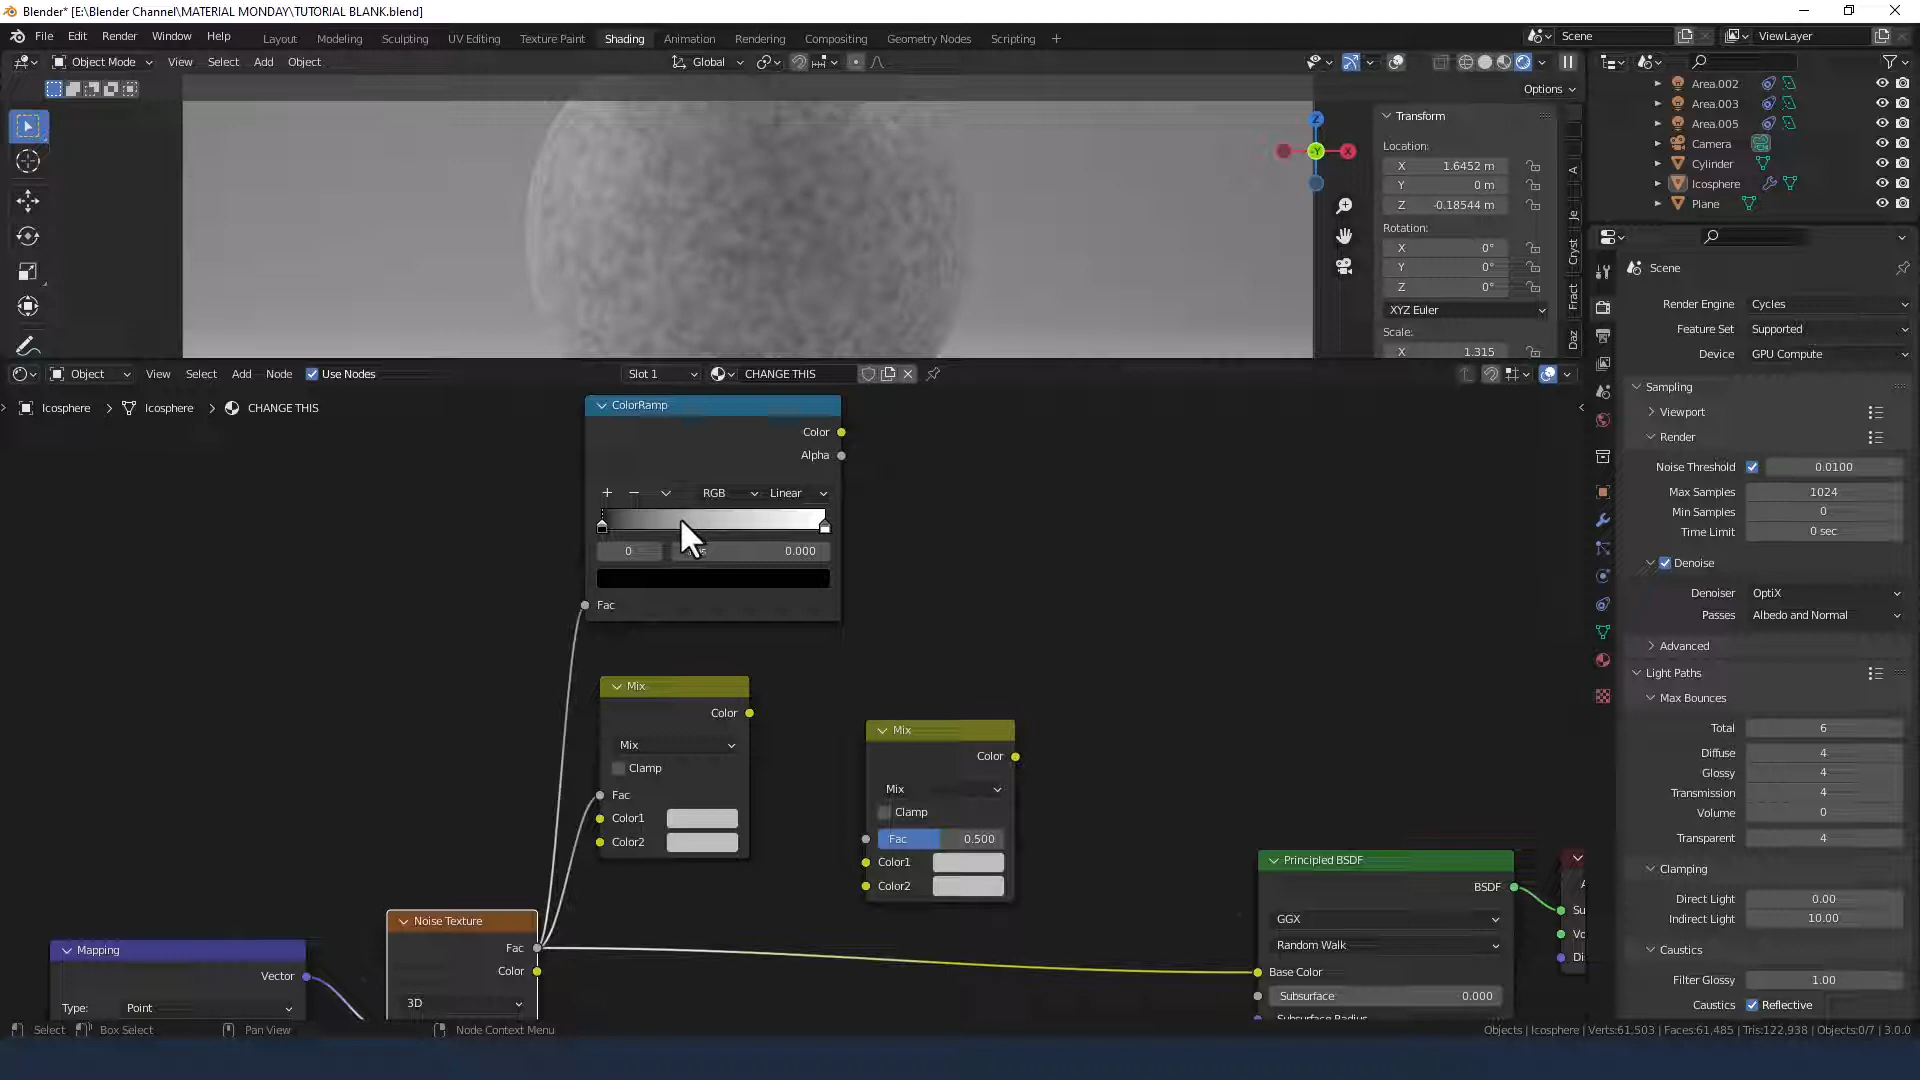 Blender* [E:\Blender Channel\MATERIAL MONDAY\TUTORIAL BLANK.blend]
File Edit Render Window Help Layout Modeling Sculpting UV Editing Texture Paint Shading Animation Rendering Compositing Geometry Nodes Scripting + Scene ViewLayer
Object Mode View Select Add Object Global
Options
Area.002
Area.003
Area.005
Camera
Cylinder
Icosphere
Plane
Z
-Y
X
Transform
Location:
X 1.6452 m
Y 0 m
Z -0.18544 m
Rotation:
X 0°
Y 0°
Z 0°
XYZ Euler
Scale:
X 1.315
A
Je
Cryst
Fract
Daz
Object View Select Add Node Use Nodes Slot 1 CHANGE THIS
Icosphere > Icosphere > CHANGE THIS
ColorRamp
Color
Alpha
+ − RGB Linear
0 0.000
Fac
Mix
Color
Mix
Clamp
Fac
Color1
Color2
Mix
Color
Mix
Clamp
Fac 0.500
Color1
Color2
Noise Texture
Fac
Color
3D
Mapping
Vector
Type: Point
Principled BSDF
BSDF
GGX
Random Walk
Base Color
Subsurface 0.000
Subsurface Radius
Su
Vo
Di
Scene
Render Engine Cycles
Feature Set Supported
Device GPU Compute
Sampling
Viewport
Render
Noise Threshold 0.0100
Max Samples 1024
Min Samples 0
Time Limit 0 sec
Denoise
Denoiser OptiX
Passes Albedo and Normal
Advanced
Light Paths
Max Bounces
Total 6
Diffuse 4
Glossy 4
Transmission 4
Volume 0
Transparent 4
Clamping
Direct Light 0.00
Indirect Light 10.00
Caustics
Filter Glossy 1.00
Caustics Reflective
Select Box Select Pan View Node Context Menu Objects | Icosphere | Verts:61,503 | Faces:61,485 | Tris:122,938 | Objects:0/7 | 3.0.0